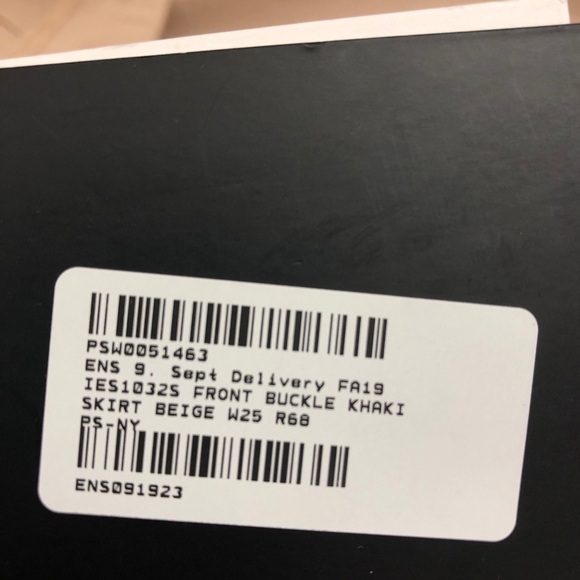 PSW0051463
ENS 9. Sept Delivery FA19
IES1032S FRONT BUCKLE KHAKI
SKIRT BEIGE W25 R68
PS-NY
ENS091923